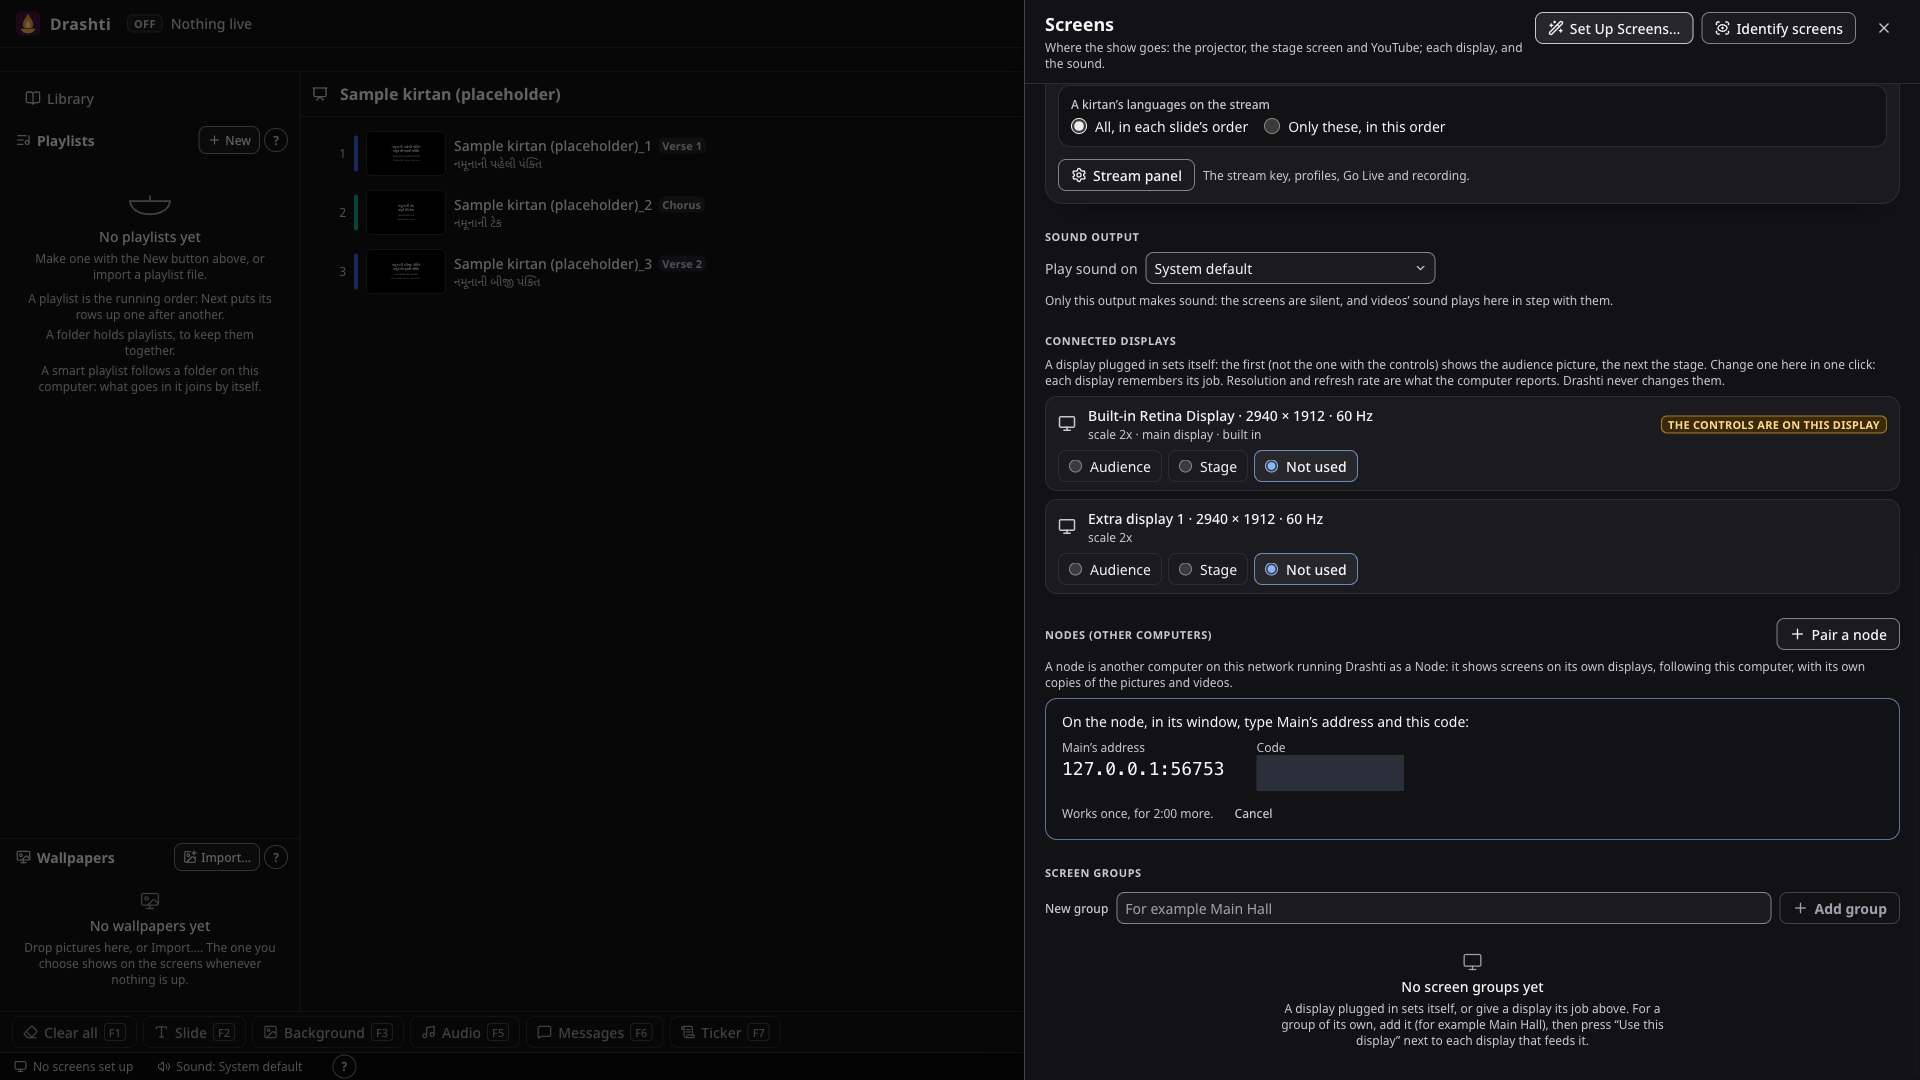 Drashti
OFF
Nothing live
Library
Playlists
New
?
No playlists yet
Make one with the New button above, or
import a playlist file.
A playlist is the running order: Next puts its
rows up one after another.
A folder holds playlists, to keep them
together.
A smart playlist follows a folder on this
computer: what goes in it joins by itself.
Wallpapers
Import...
?
No wallpapers yet
Drop pictures here, or Import.... The one you
choose shows on the screens whenever
nothing is up.
Sample kirtan (placeholder)
1
Sample kirtan (placeholder)_1 Verse 1
નમૂનાની પહેલી પંક્તિ
2
Sample kirtan (placeholder)_2 Chorus
નમૂનાની ટેક
3
Sample kirtan (placeholder)_3 Verse 2
નમૂનાની બીજી પંક્તિ
Clear all F1
Slide F2
Background F3
Audio F5
Messages F6
Ticker F7
No screens set up
Sound: System default
?
Screens
Where the show goes: the projector, the stage screen and YouTube; each display, and
the sound.
Set Up Screens...
Identify screens
A kirtan’s languages on the stream
All, in each slide’s order
Only these, in this order
Stream panel
The stream key, profiles, Go Live and recording.
SOUND OUTPUT
Play sound on
System default
Only this output makes sound: the screens are silent, and videos’ sound plays here in step with them.
CONNECTED DISPLAYS
A display plugged in sets itself: the first (not the one with the controls) shows the audience picture, the next the stage. Change one here in one click:
each display remembers its job. Resolution and refresh rate are what the computer reports. Drashti never changes them.
Built-in Retina Display · 2940 × 1912 · 60 Hz
scale 2x · main display · built in
THE CONTROLS ARE ON THIS DISPLAY
Audience
Stage
Not used
Extra display 1 · 2940 × 1912 · 60 Hz
scale 2x
Audience
Stage
Not used
NODES (OTHER COMPUTERS)
Pair a node
A node is another computer on this network running Drashti as a Node: it shows screens on its own displays, following this computer, with its own
copies of the pictures and videos.
On the node, in its window, type Main’s address and this code:
Main’s address
127.0.0.1:56753
Code
Works once, for 2:00 more.
Cancel
SCREEN GROUPS
New group
For example Main Hall
Add group
No screen groups yet
A display plugged in sets itself, or give a display its job above. For a
group of its own, add it (for example Main Hall), then press “Use this
display” next to each display that feeds it.